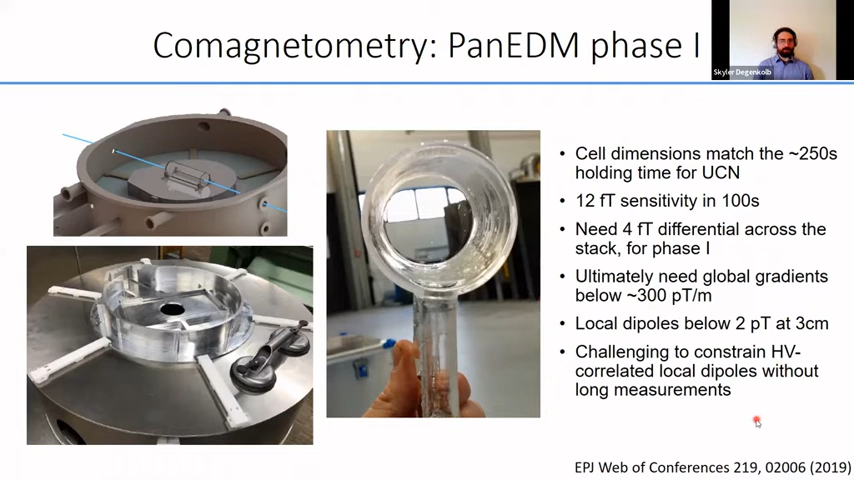 Comagnetometry: PanEDM phase I
Skyler Degenkolb
• Cell dimensions match the ~250s
holding time for UCN
• 12 fT sensitivity in 100s
• Need 4 fT differential across the
stack, for phase I
• Ultimately need global gradients
below ~300 pT/m
• Local dipoles below 2 pT at 3cm
• Challenging to constrain HV-
correlated local dipoles without
long measurements
EPJ Web of Conferences 219, 02006 (2019)